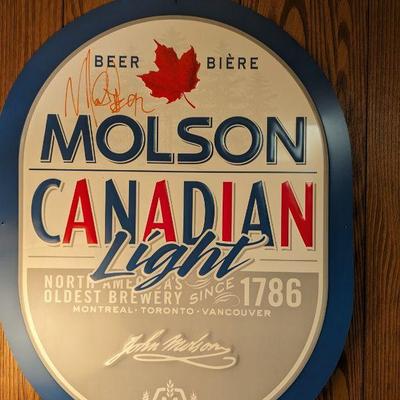 BEER BIÈRE
MOLSON
CANADIAN
Light
NORTH AMERICA'S
OLDEST BREWERY
SINCE
1786
MONTREAL · TORONTO · VANCOUVER
John Molson